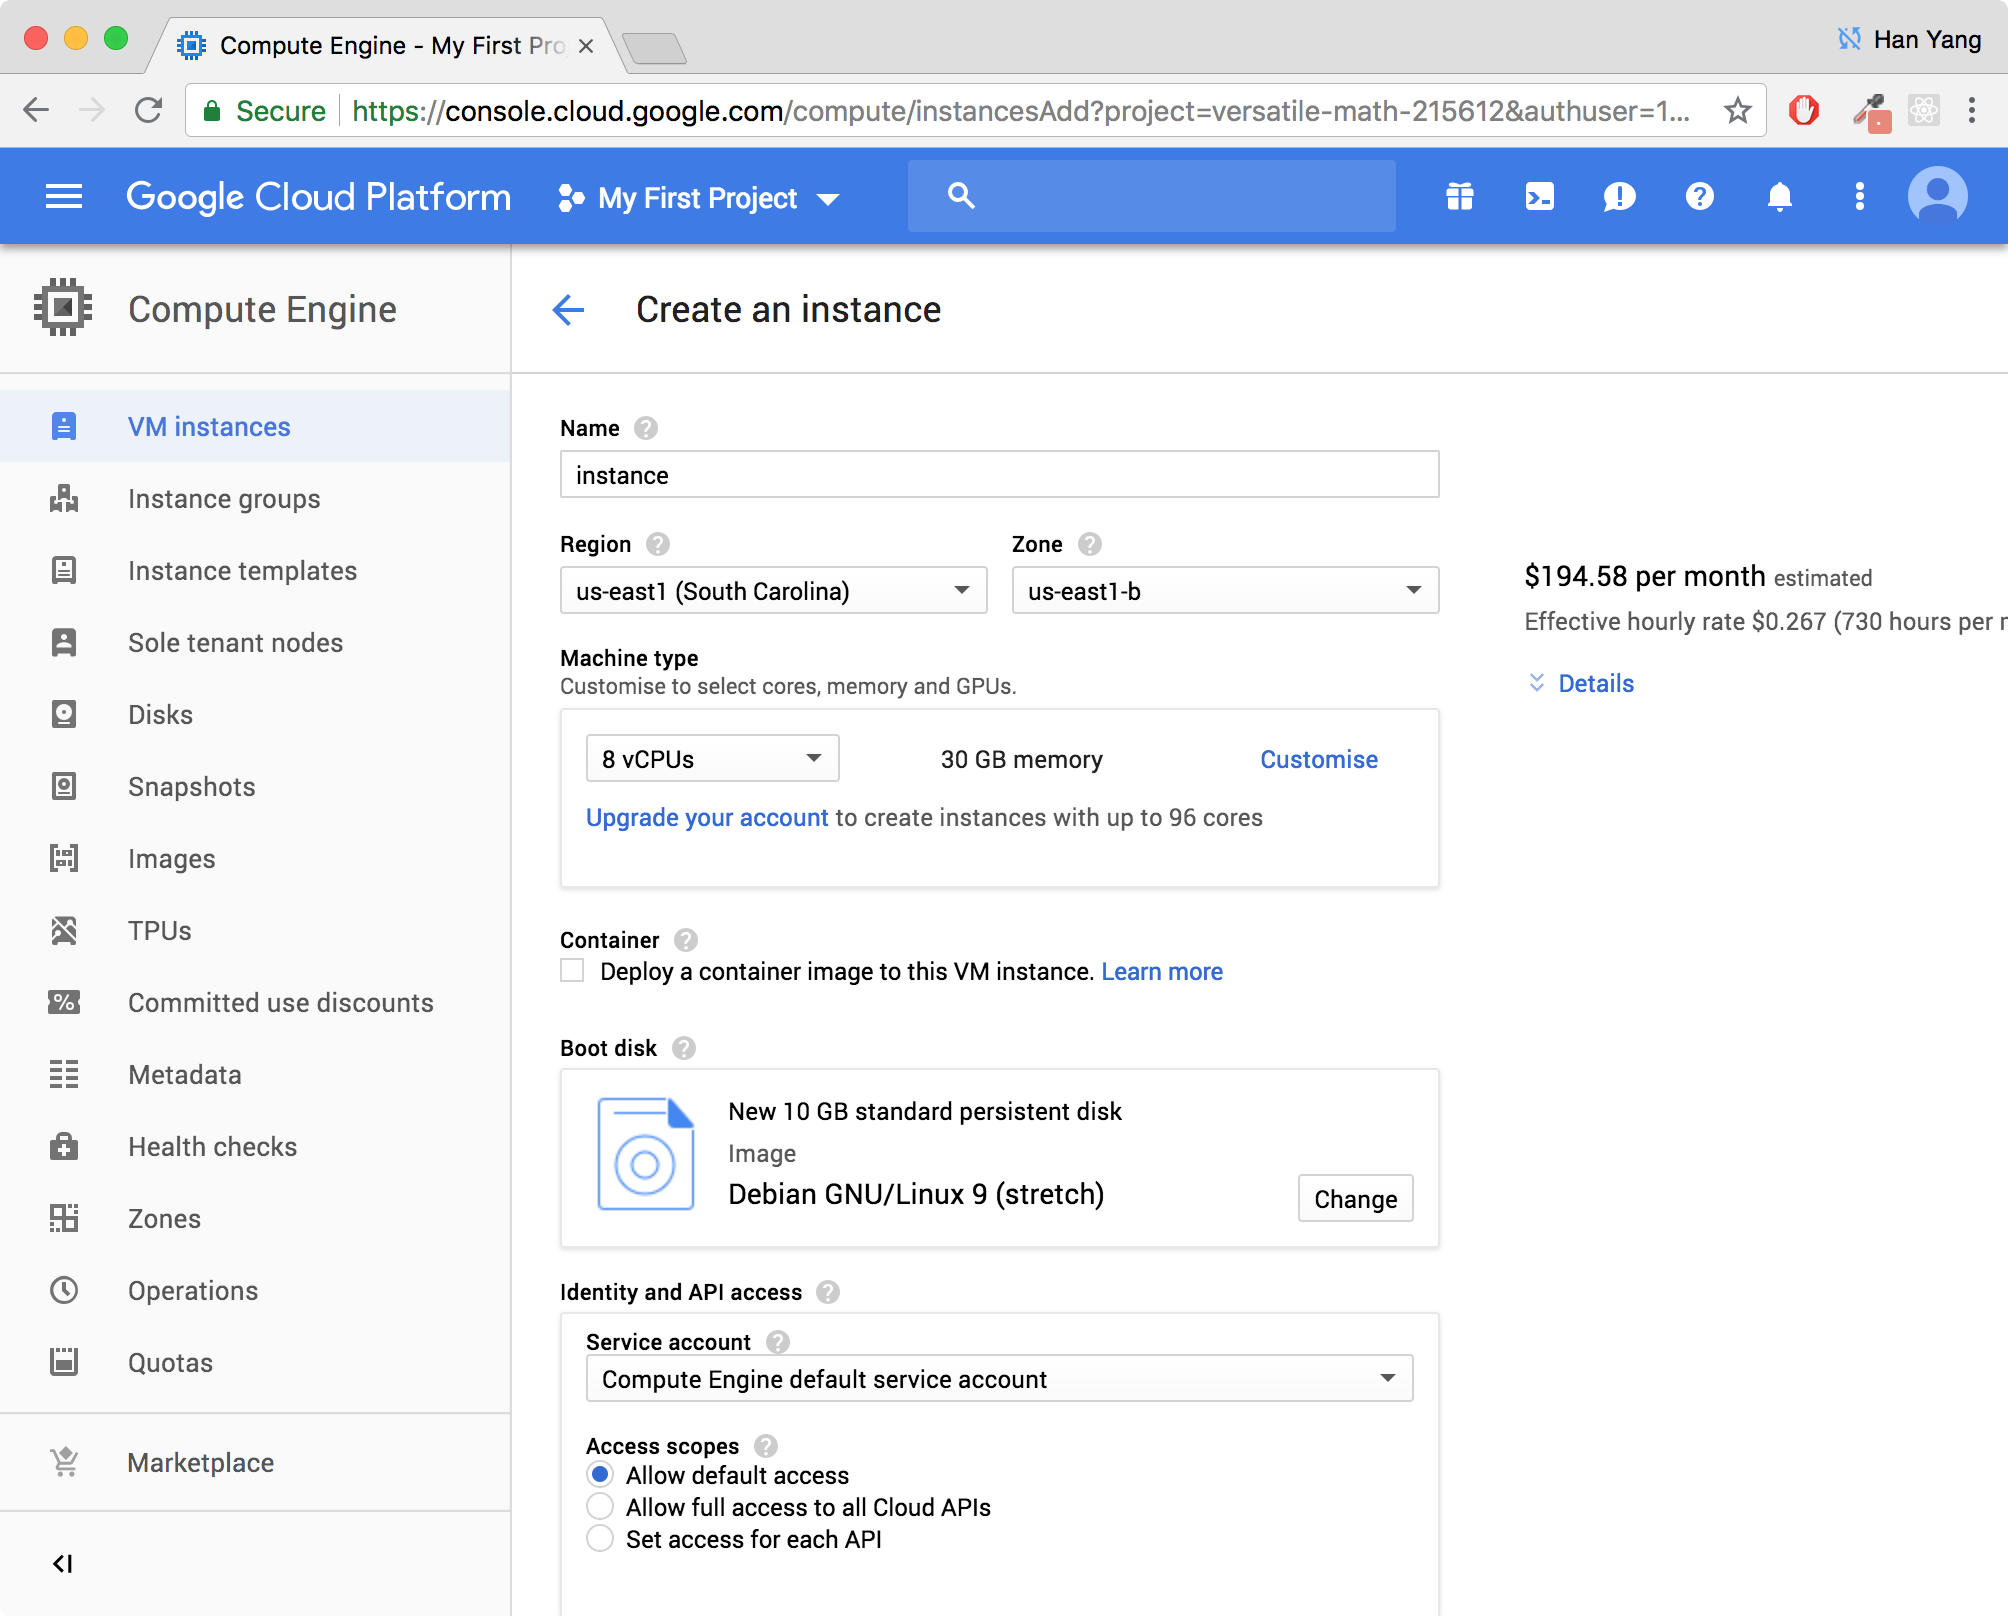 Compute Engine - My First Pro
Han Yang
Secure https://console.cloud.google.com/compute/instancesAdd?project=versatile-math-215612&authuser=1...
Google Cloud Platform My First Project
Compute Engine
Create an instance
VM instances
Instance groups
Instance templates
Sole tenant nodes
Disks
Snapshots
Images
TPUs
Committed use discounts
Metadata
Health checks
Zones
Operations
Quotas
Marketplace
Name
instance
Region
us-east1 (South Carolina)
Zone
us-east1-b
Machine type
Customise to select cores, memory and GPUs.
8 vCPUs
30 GB memory
Customise
Upgrade your account to create instances with up to 96 cores
Container
Deploy a container image to this VM instance. Learn more
Boot disk
New 10 GB standard persistent disk
Image
Debian GNU/Linux 9 (stretch)
Change
Identity and API access
Service account
Compute Engine default service account
Access scopes
Allow default access
Allow full access to all Cloud APIs
Set access for each API
$194.58 per month estimated
Effective hourly rate $0.267 (730 hours per
Details